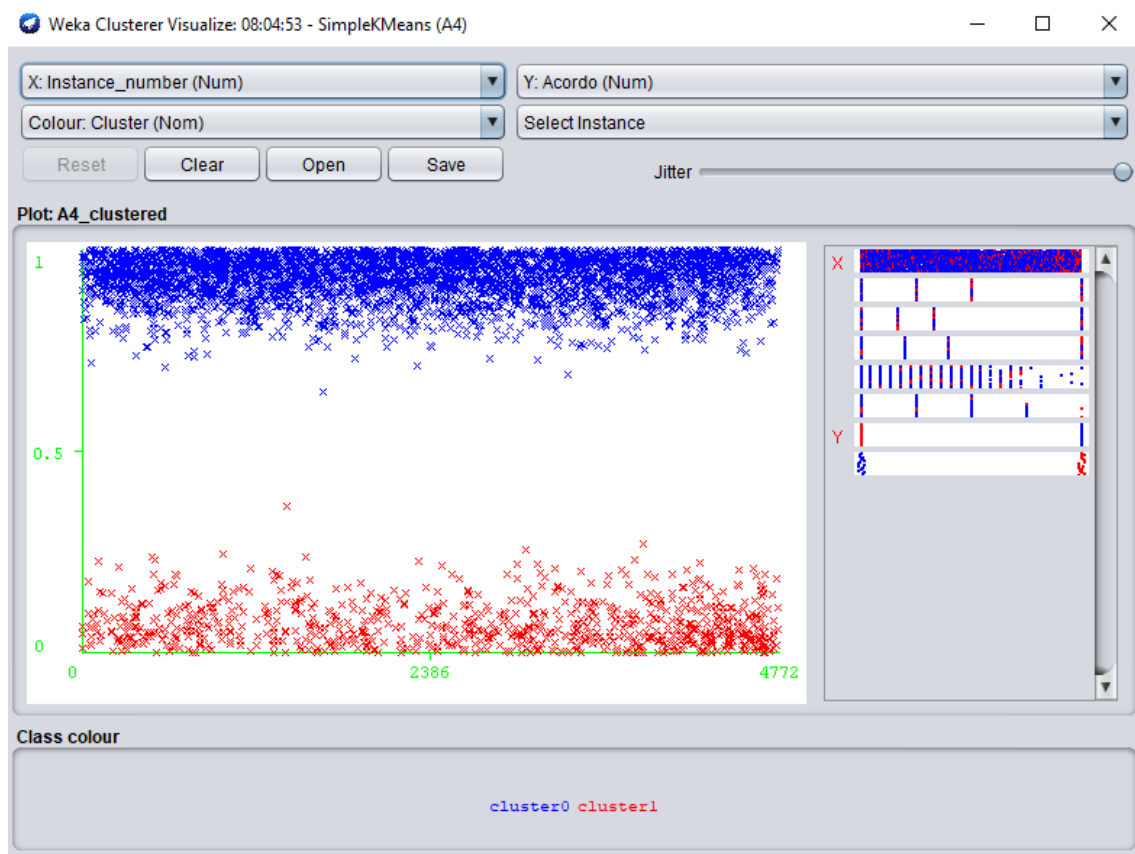 Weka Clusterer Visualize: 08:04:53 - SimpleKMeans (A4)
X: Instance_number (Num)
Y: Acordo (Num)
Colour: Cluster (Nom)
Select Instance
Reset
Clear
Open
Save
Jitter
Plot: A4_clustered
1
0.5
0
0
2386
4772
X
Y
Class colour
cluster0 cluster1